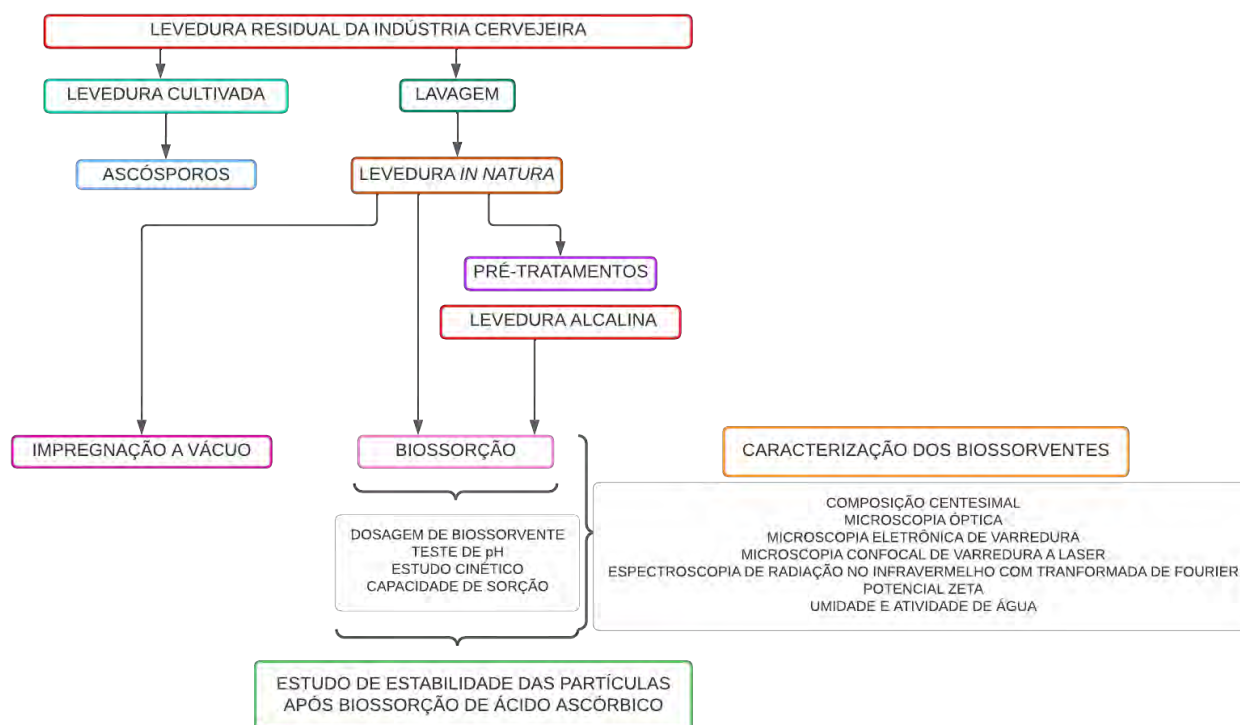 LEVEDURA RESIDUAL DA INDÚSTRIA CERVEJEIRA
LEVEDURA CULTIVADA
LAVAGEM
ASCÓSPOROS
LEVEDURA IN NATURA
PRÉ-TRATAMENTOS
LEVEDURA ALCALINA
IMPREGNAÇÃO A VÁCUO
BIOSSORÇÃO
CARACTERIZAÇÃO DOS BIOSSORVENTES
DOSAGEM DE BIOSSORVENTE
TESTE DE pH
ESTUDO CINÉTICO
CAPACIDADE DE SORÇÃO
COMPOSIÇÃO CENTESIMAL
MICROSCOPIA ÓPTICA
MICROSCOPIA ELETRÔNICA DE VARREDURA
MICROSCOPIA CONFOCAL DE VARREDURA A LASER
ESPECTROSCOPIA DE RADIAÇÃO NO INFRAVERMELHO COM TRANFORMADA DE FOURIER
POTENCIAL ZETA
UMIDADE E ATIVIDADE DE ÁGUA
ESTUDO DE ESTABILIDADE DAS PARTÍCULAS
APÓS BIOSSORÇÃO DE ÁCIDO ASCÓRBICO